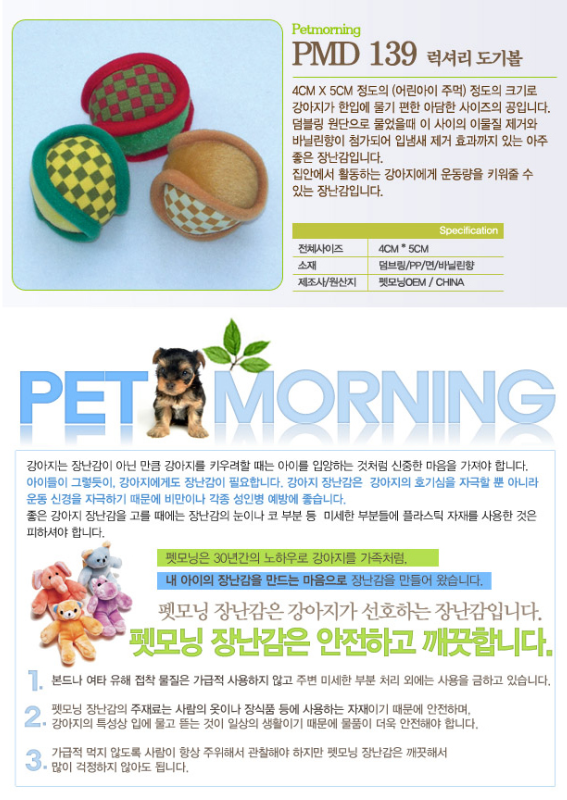 Petmorning
PMD 139 럭셔리 도기볼
4CM X 5CM 정도의 (어린아이 주먹) 정도의 크기로
강아지가 한입에 물기 편한 아담한 사이즈의 공입니다.
덤블링 원단으로 물었을때 이 사이의 이물질 제거와
바닐린향이 첨가되어 입냄새 제거 효과까지 있는 아주
좋은 장난감입니다.
집안에서 활동하는 강아지에게 운동량을 키워줄 수
있는 장난감입니다.
Specification
전체사이즈 4CM * 5CM
소재 덤브링/PP/면/바닐린향
제조사/원산지 펫모닝OEM / CHINA
PET MORNING
강아지는 장난감이 아닌 만큼 강아지를 키우려할 때는 아이를 입양하는 것처럼 신중한 마음을 가져야 합니다.
아이들이 그렇듯이, 강아지에게도 장난감이 필요합니다. 강아지 장난감은 강아지의 호기심을 자극할 뿐 아니라
운동 신경을 자극하기 때문에 비만이나 각종 성인병 예방에 좋습니다.
좋은 강아지 장난감을 고를 때에는 장난감의 눈이나 코 부분 등 미세한 부분들에 플라스틱 자재를 사용한 것은
피하셔야 합니다.
펫모닝은 30년간의 노하우로 강아지를 가족처럼,
내 아이의 장난감을 만드는 마음으로 장난감을 만들어 왔습니다.
펫모닝 장난감은 강아지가 선호하는 장난감입니다.
펫모닝 장난감은 안전하고 깨끗합니다.
1. 본드나 여타 유해 접착 물질은 가급적 사용하지 않고 주변 미세한 부분 처리 외에는 사용을 금하고 있습니다.
2. 펫모닝 장난감의 주재료는 사람의 옷이나 장식품 등에 사용하는 자재이기 때문에 안전하며,
강아지의 특성상 입에 물고 뜯는 것이 일상의 생활이기 때문에 물품이 더욱 안전해야 합니다.
3. 가급적 먹지 않도록 사람이 항상 주위해서 관찰해야 하지만 펫모닝 장난감은 깨끗해서
많이 걱정하지 않아도 됩니다.